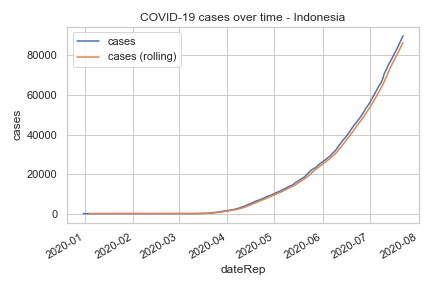 COVID-19 cases over time - Indonesia
cases
cases (rolling)
80000
60000
40000
20000
0
cases
2020-01
2020-02
2020-03
2020-04
2020-05
2020-06
2020-07
2020-08
dateRep